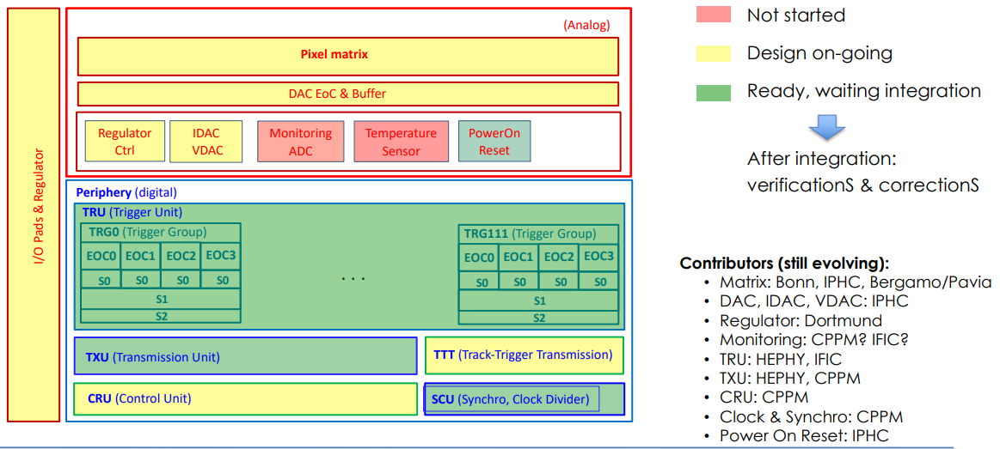 (Analog)
Pixel matrix
DAC EoC & Buffer
Regulator
Ctrl
IDAC
VDAC
Monitoring
ADC
Temperature
Sensor
PowerOn
Reset
I/O Pads & Regulator
Periphery (digital)
TRU (Trigger Unit)
TRG0 (Trigger Group)
EOC0 EOC1 EOC2 EOC3
S0 S0 S0 S0
S1
S2
. . .
TRG111 (Trigger Group)
EOC0 EOC1 EOC2 EOC3
S0 S0 S0 S0
S1
S2
TXU (Transmission Unit)
TTT (Track-Trigger Transmission)
CRU (Control Unit)
SCU (Synchro, Clock Divider)
Not started
Design on-going
Ready, waiting integration
After integration:
verificationS & correctionS
Contributors (still evolving):
• Matrix: Bonn, IPHC, Bergamo/Pavia
• DAC, IDAC, VDAC: IPHC
• Regulator: Dortmund
• Monitoring: CPPM? IFIC?
• TRU: HEPHY, IFIC
• TXU: HEPHY, CPPM
• CRU: CPPM
• Clock & Synchro: CPPM
• Power On Reset: IPHC